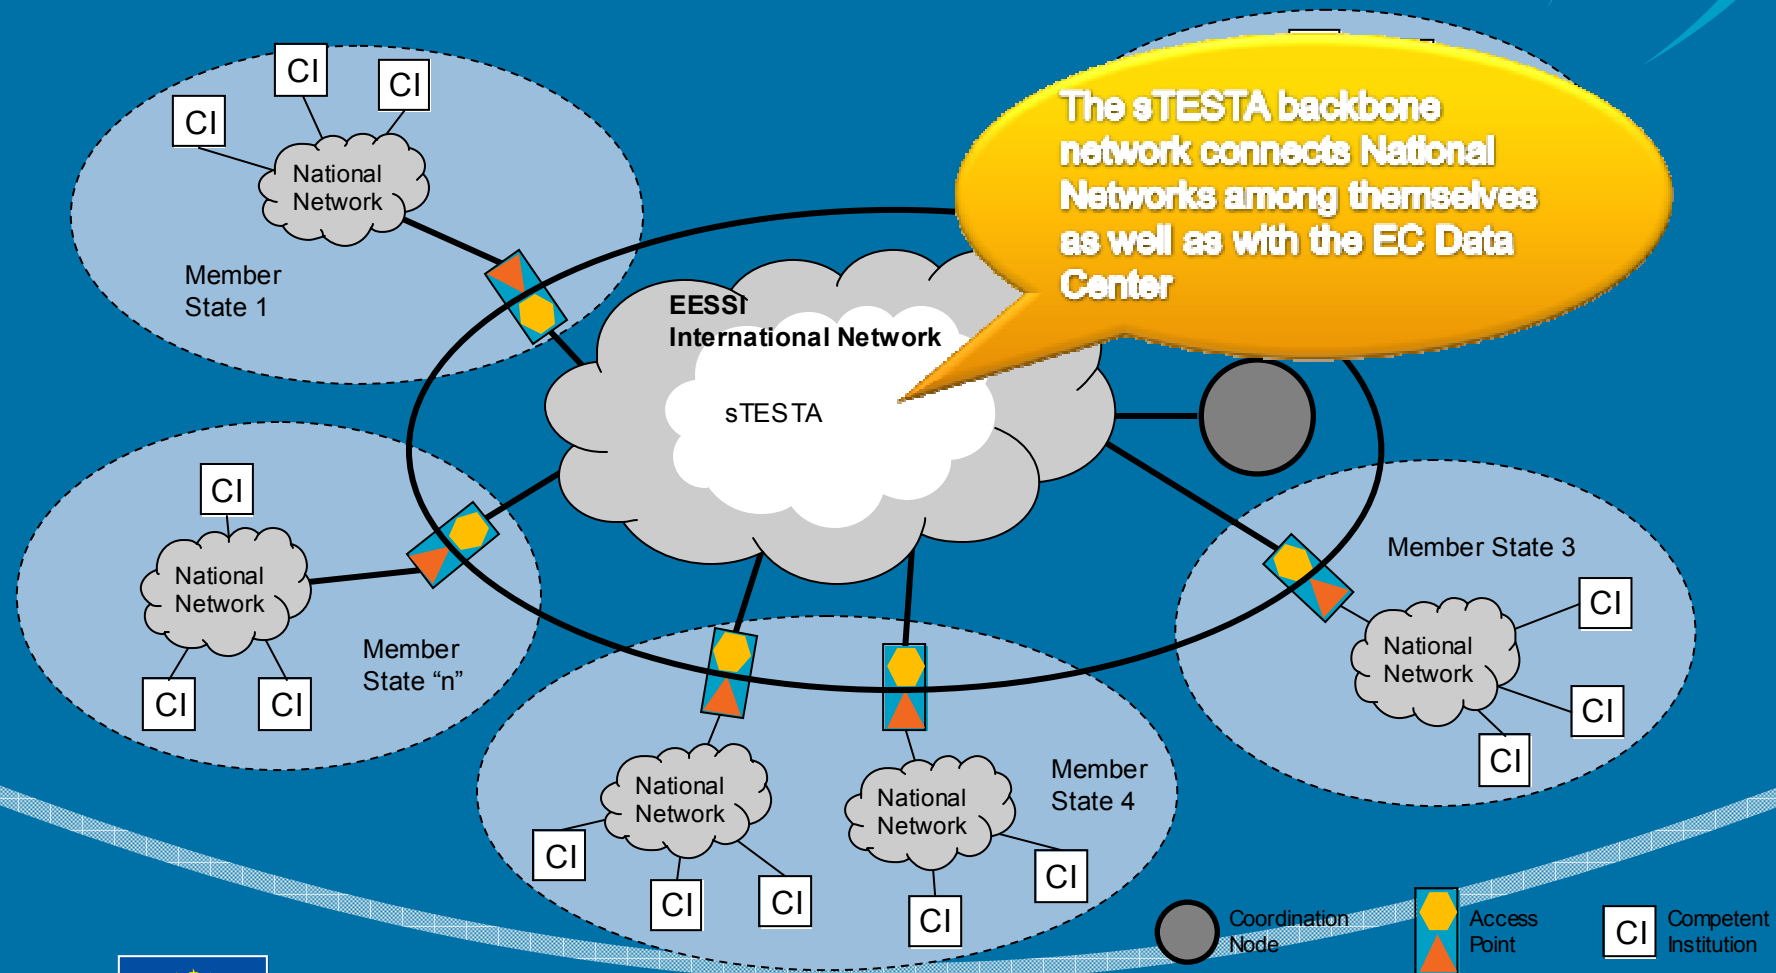 CI
CI
CI
National
Network
Member
State 1
The sTESTA backbone
network connects National
Networks among themselves
as well as with the EC Data
Center
EESSI
International Network
sTESTA
CI
National
Network
Member
State “n”
CI
CI
Member State 3
CI
National
Network
CI
CI
National
Network
CI
CI
CI
National
Network
Member
State 4
CI
CI
Coordination
Node
Access
Point
CI
Competent
Institution